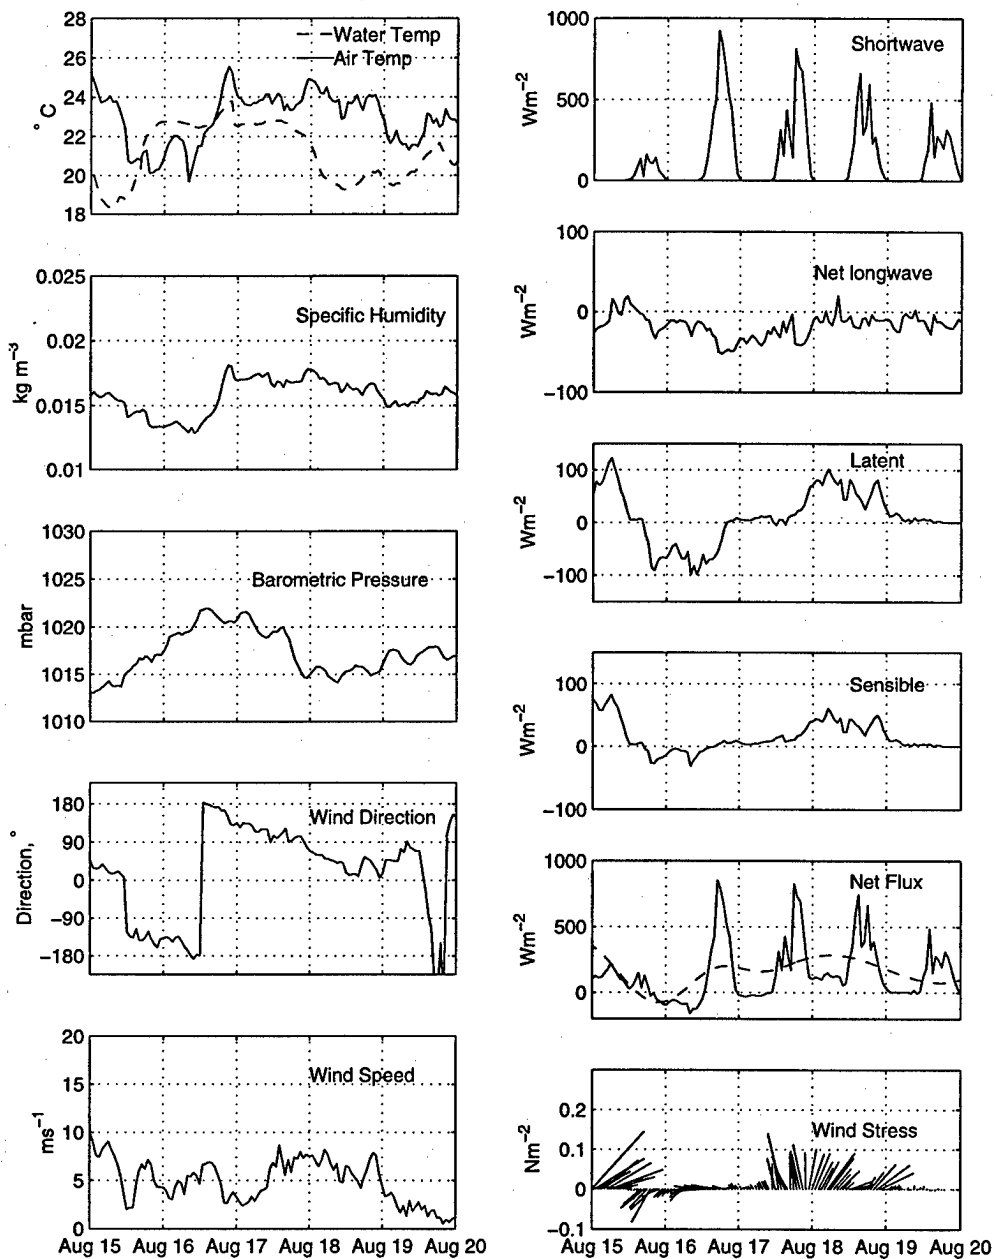 28
26
24
22
20
18
° C
Water Temp
Air Temp
0.025
0.02
0.015
0.01
kg m−3
Specific Humidity
1030
1025
1020
1015
1010
mbar
Barometric Pressure
180
90
0
−90
−180
Direction,°
Wind Direction
20
15
10
5
0
ms−1
Wind Speed
Aug 15 Aug 16 Aug 17 Aug 18 Aug 19 Aug 20
1000
500
0
Wm−2
Shortwave
100
0
−100
Wm−2
Net longwave
100
0
−100
Wm−2
Latent
100
0
−100
Wm−2
Sensible
1000
500
0
Wm−2
Net Flux
0.2
0.1
0
−0.1
Nm−2
Wind Stress
Aug 15 Aug 16 Aug 17 Aug 18 Aug 19 Aug 20